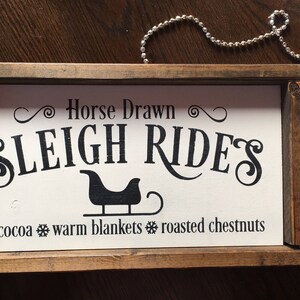 Horse Drawn
SLEIGH RIDES
cocoa ❄ warm blankets ❄ roasted chestnuts